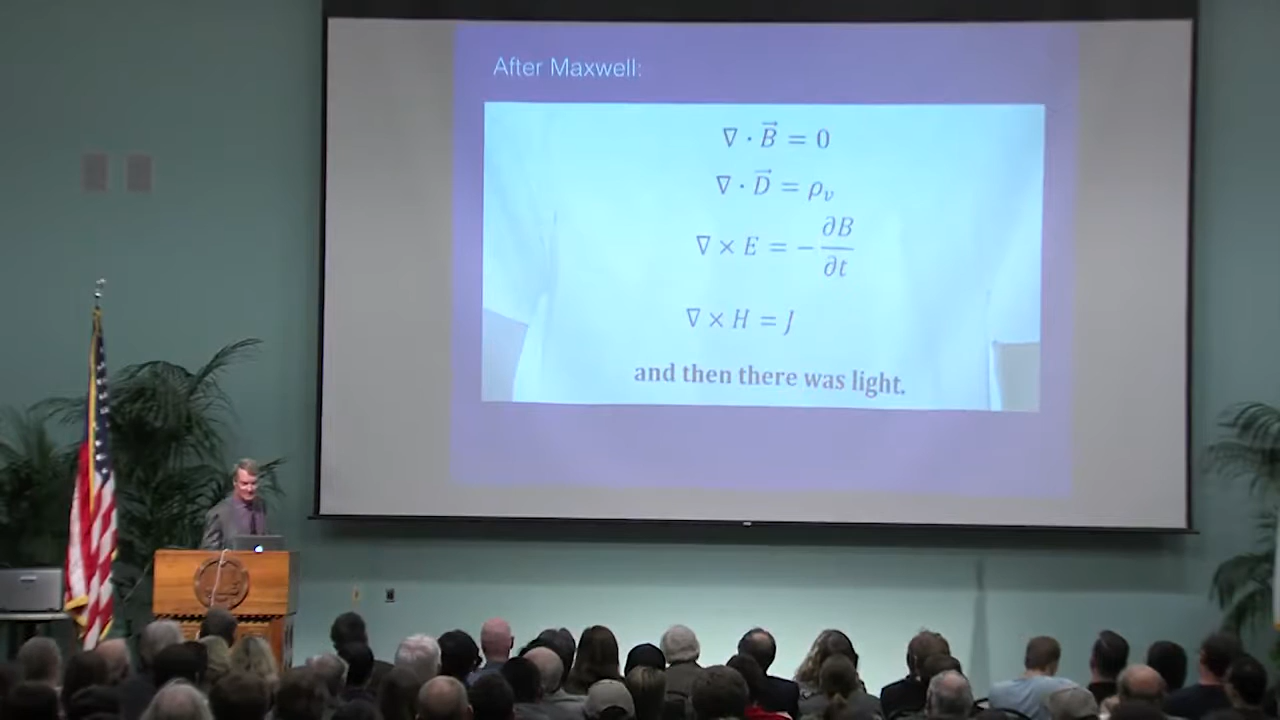 After Maxwell:
∇ · B⃗ = 0
∇ · D⃗ = ρᵥ
∇ × E = − ∂B/∂t
∇ × H = J
and then there was light.